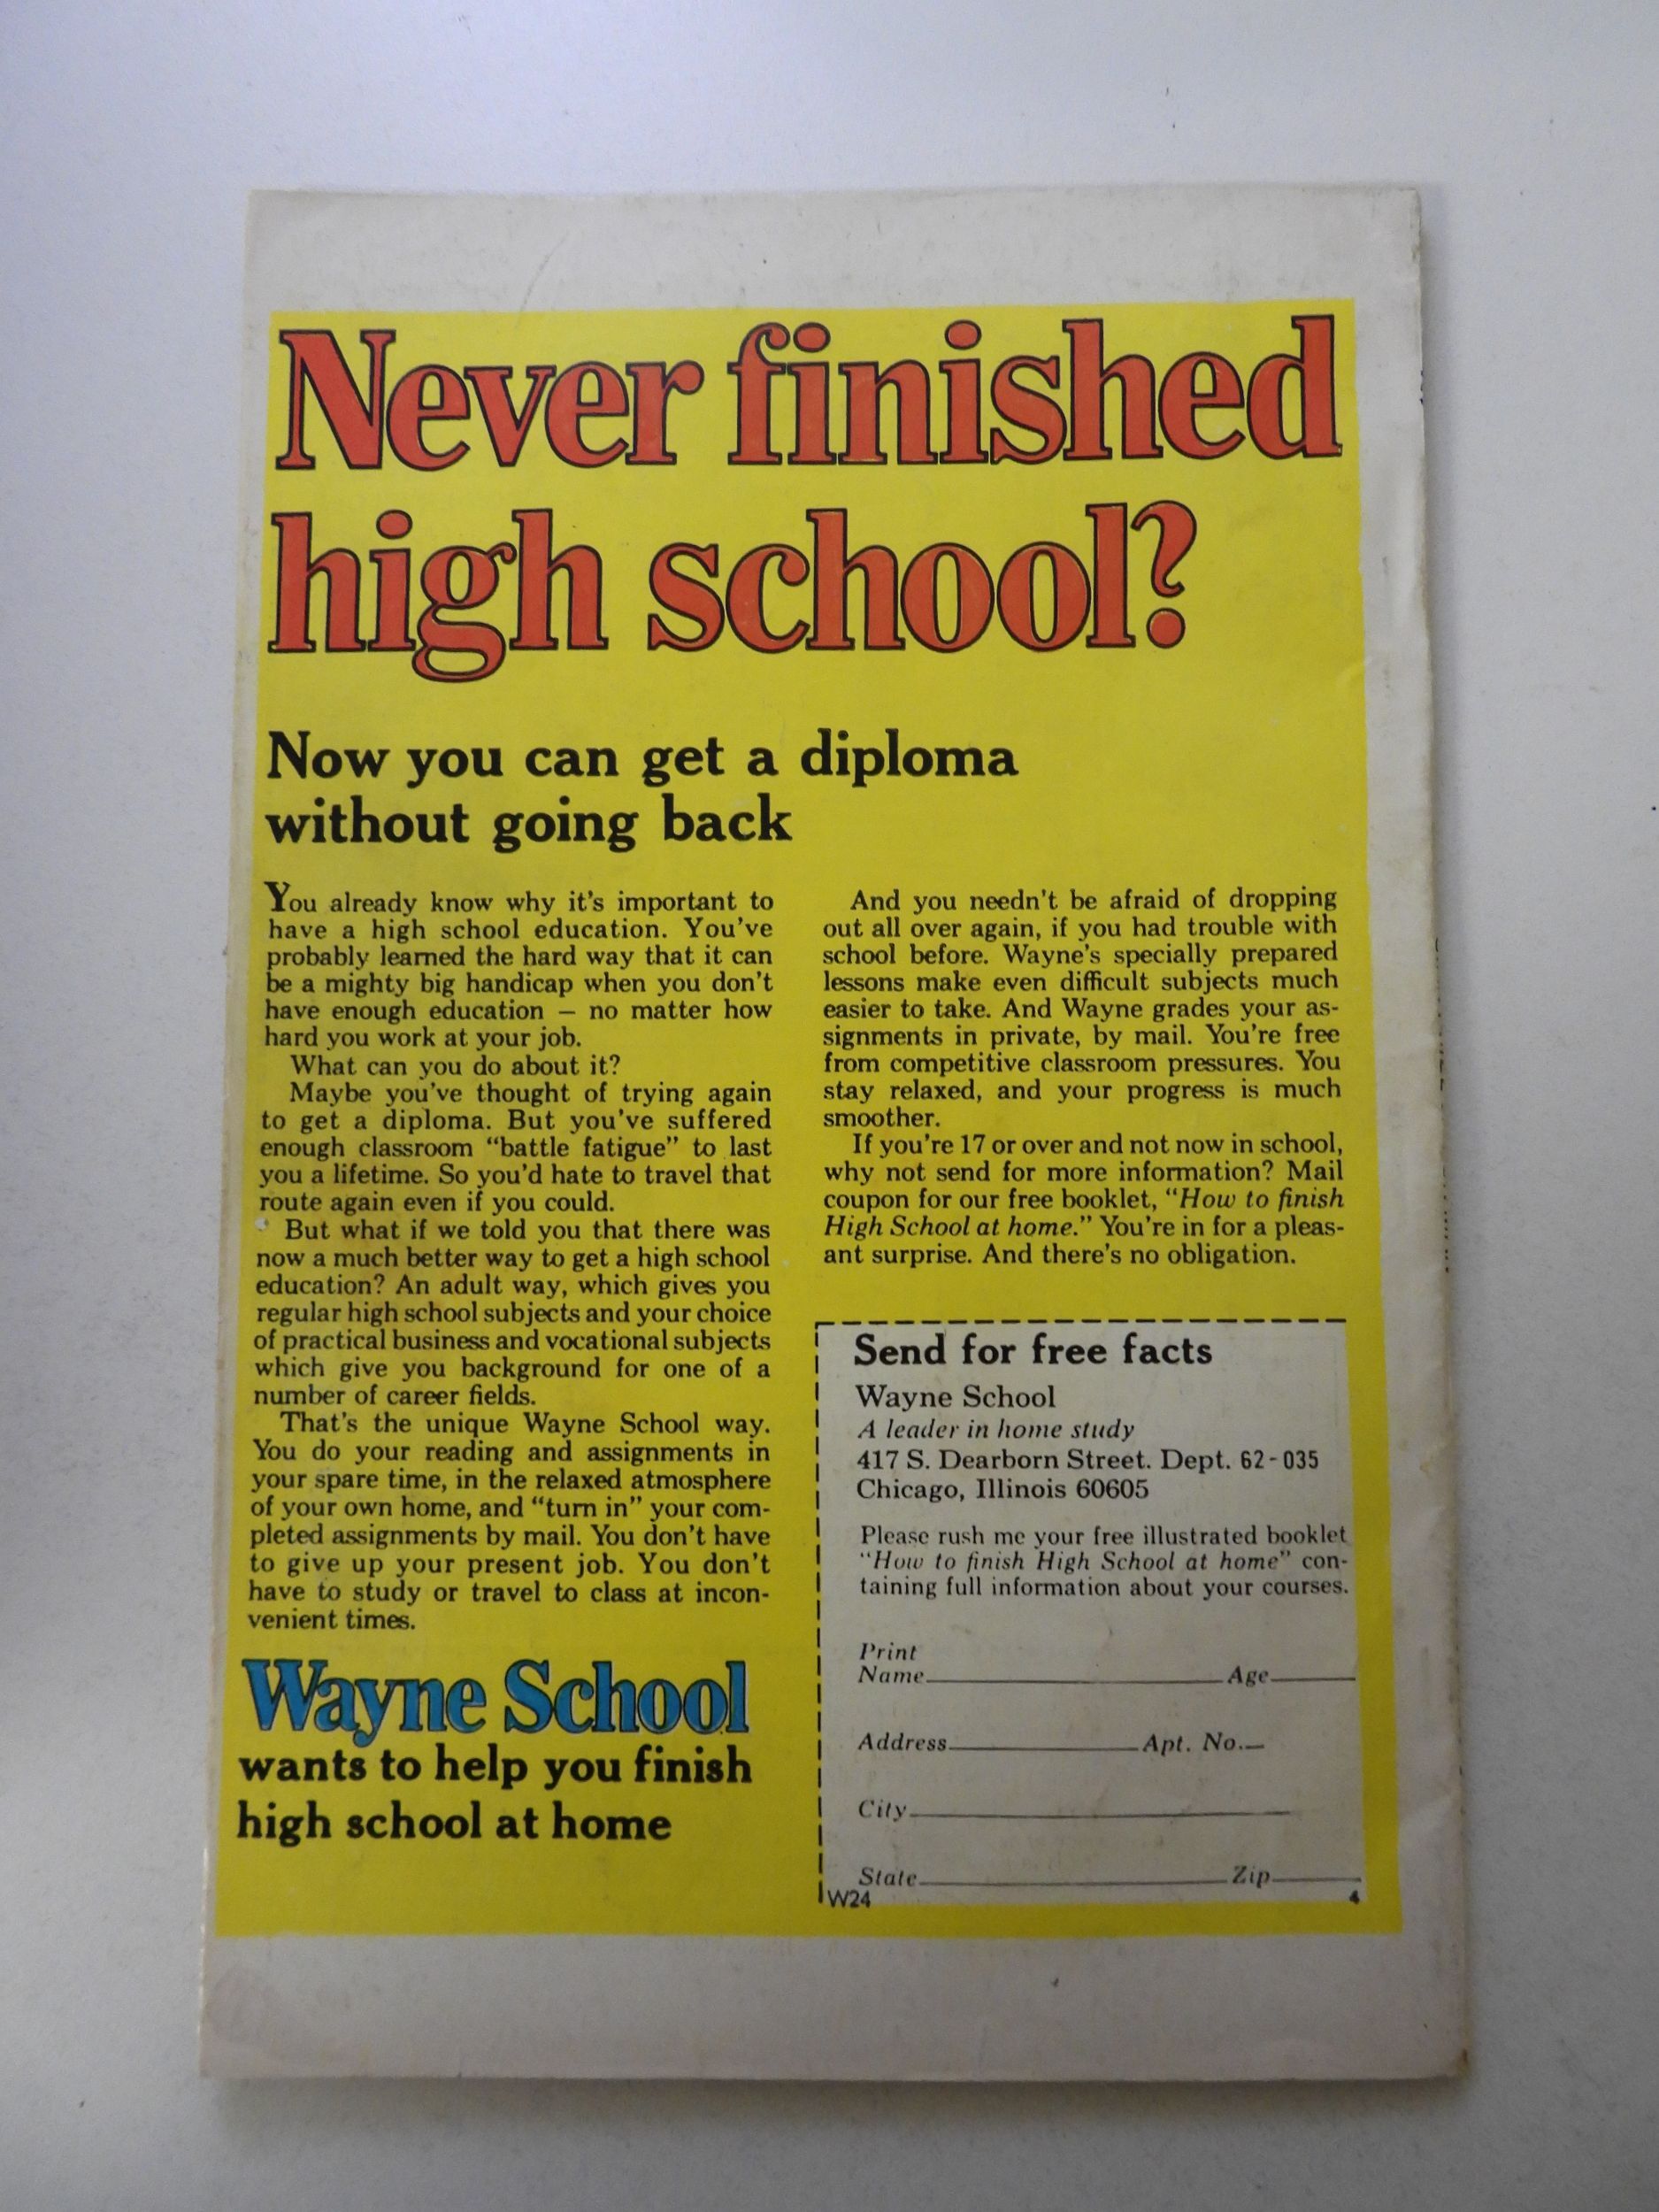 Never finished
high school?
Now you can get a diploma
without going back
You already know why it's important to
have a high school education. You've
probably learned the hard way that it can
be a mighty big handicap when you don't
have enough education — no matter how
hard you work at your job.
What can you do about it?
Maybe you've thought of trying again
to get a diploma. But you've suffered
enough classroom "battle fatigue" to last
you a lifetime. So you'd hate to travel that
route again even if you could.
But what if we told you that there was
now a much better way to get a high school
education? An adult way, which gives you
regular high school subjects and your choice
of practical business and vocational subjects
which give you background for one of a
number of career fields.
That's the unique Wayne School way.
You do your reading and assignments in
your spare time, in the relaxed atmosphere
of your own home, and "turn in" your com-
pleted assignments by mail. You don't have
to give up your present job. You don't
have to study or travel to class at incon-
venient times.
Wayne School
wants to help you finish
high school at home
And you needn't be afraid of dropping
out all over again, if you had trouble with
school before. Wayne's specially prepared
lessons make even difficult subjects much
easier to take. And Wayne grades your as-
signments in private, by mail. You're free
from competitive classroom pressures. You
stay relaxed, and your progress is much
smoother.
If you're 17 or over and not now in school,
why not send for more information? Mail
coupon for our free booklet, "How to finish
High School at home." You're in for a pleas-
ant surprise. And there's no obligation.
Send for free facts
Wayne School
A leader in home study
417 S. Dearborn Street. Dept. 62-035
Chicago, Illinois 60605
Please rush me your free illustrated booklet
"How to finish High School at home" con-
taining full information about your courses.
Print
Name Age
Address Apt. No.
City
State Zip
W24 4